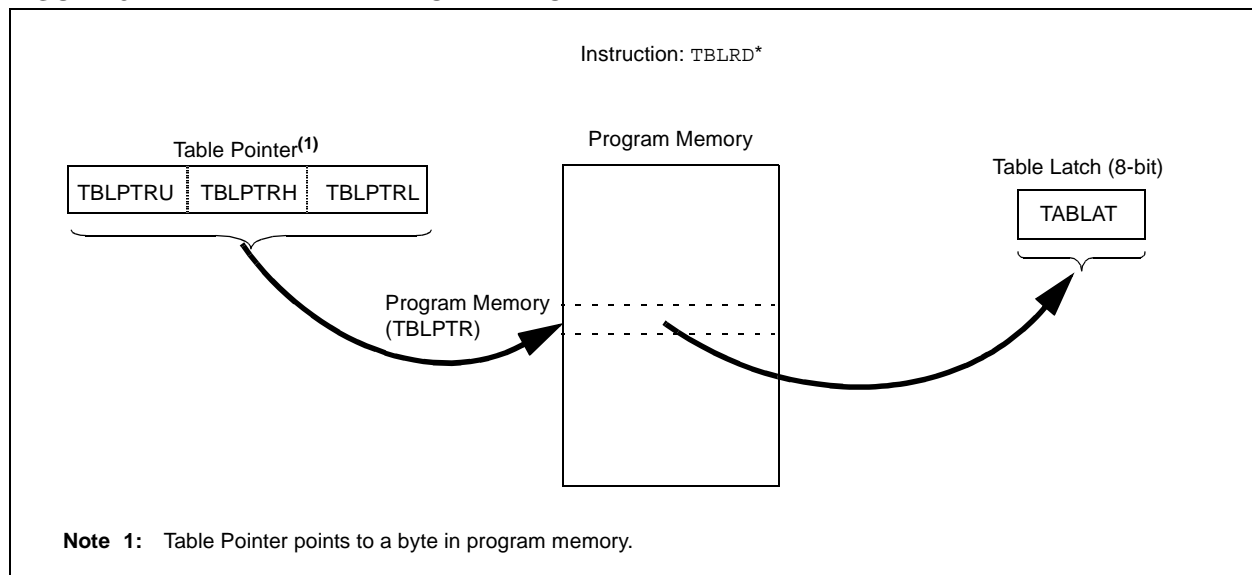 Instruction: TBLRD*
Program Memory
Table Pointer(1)
Table Latch (8-bit)
TBLPTRU TBLPTRH TBLPTRL
TABLAT
Program Memory
(TBLPTR)
Note 1: Table Pointer points to a byte in program memory.